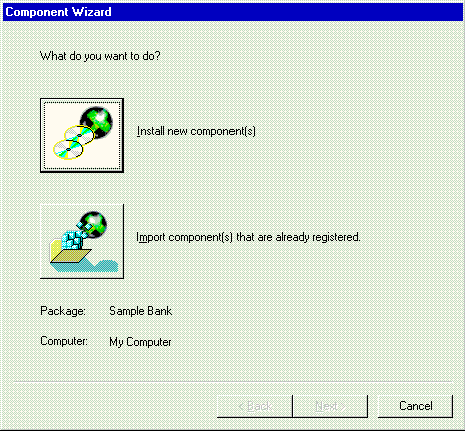 Component Wizard
What do you want to do?
Install new component(s)
Import component(s) that are already registered.
Package: Sample Bank
Computer: My Computer
< Back Next > Cancel